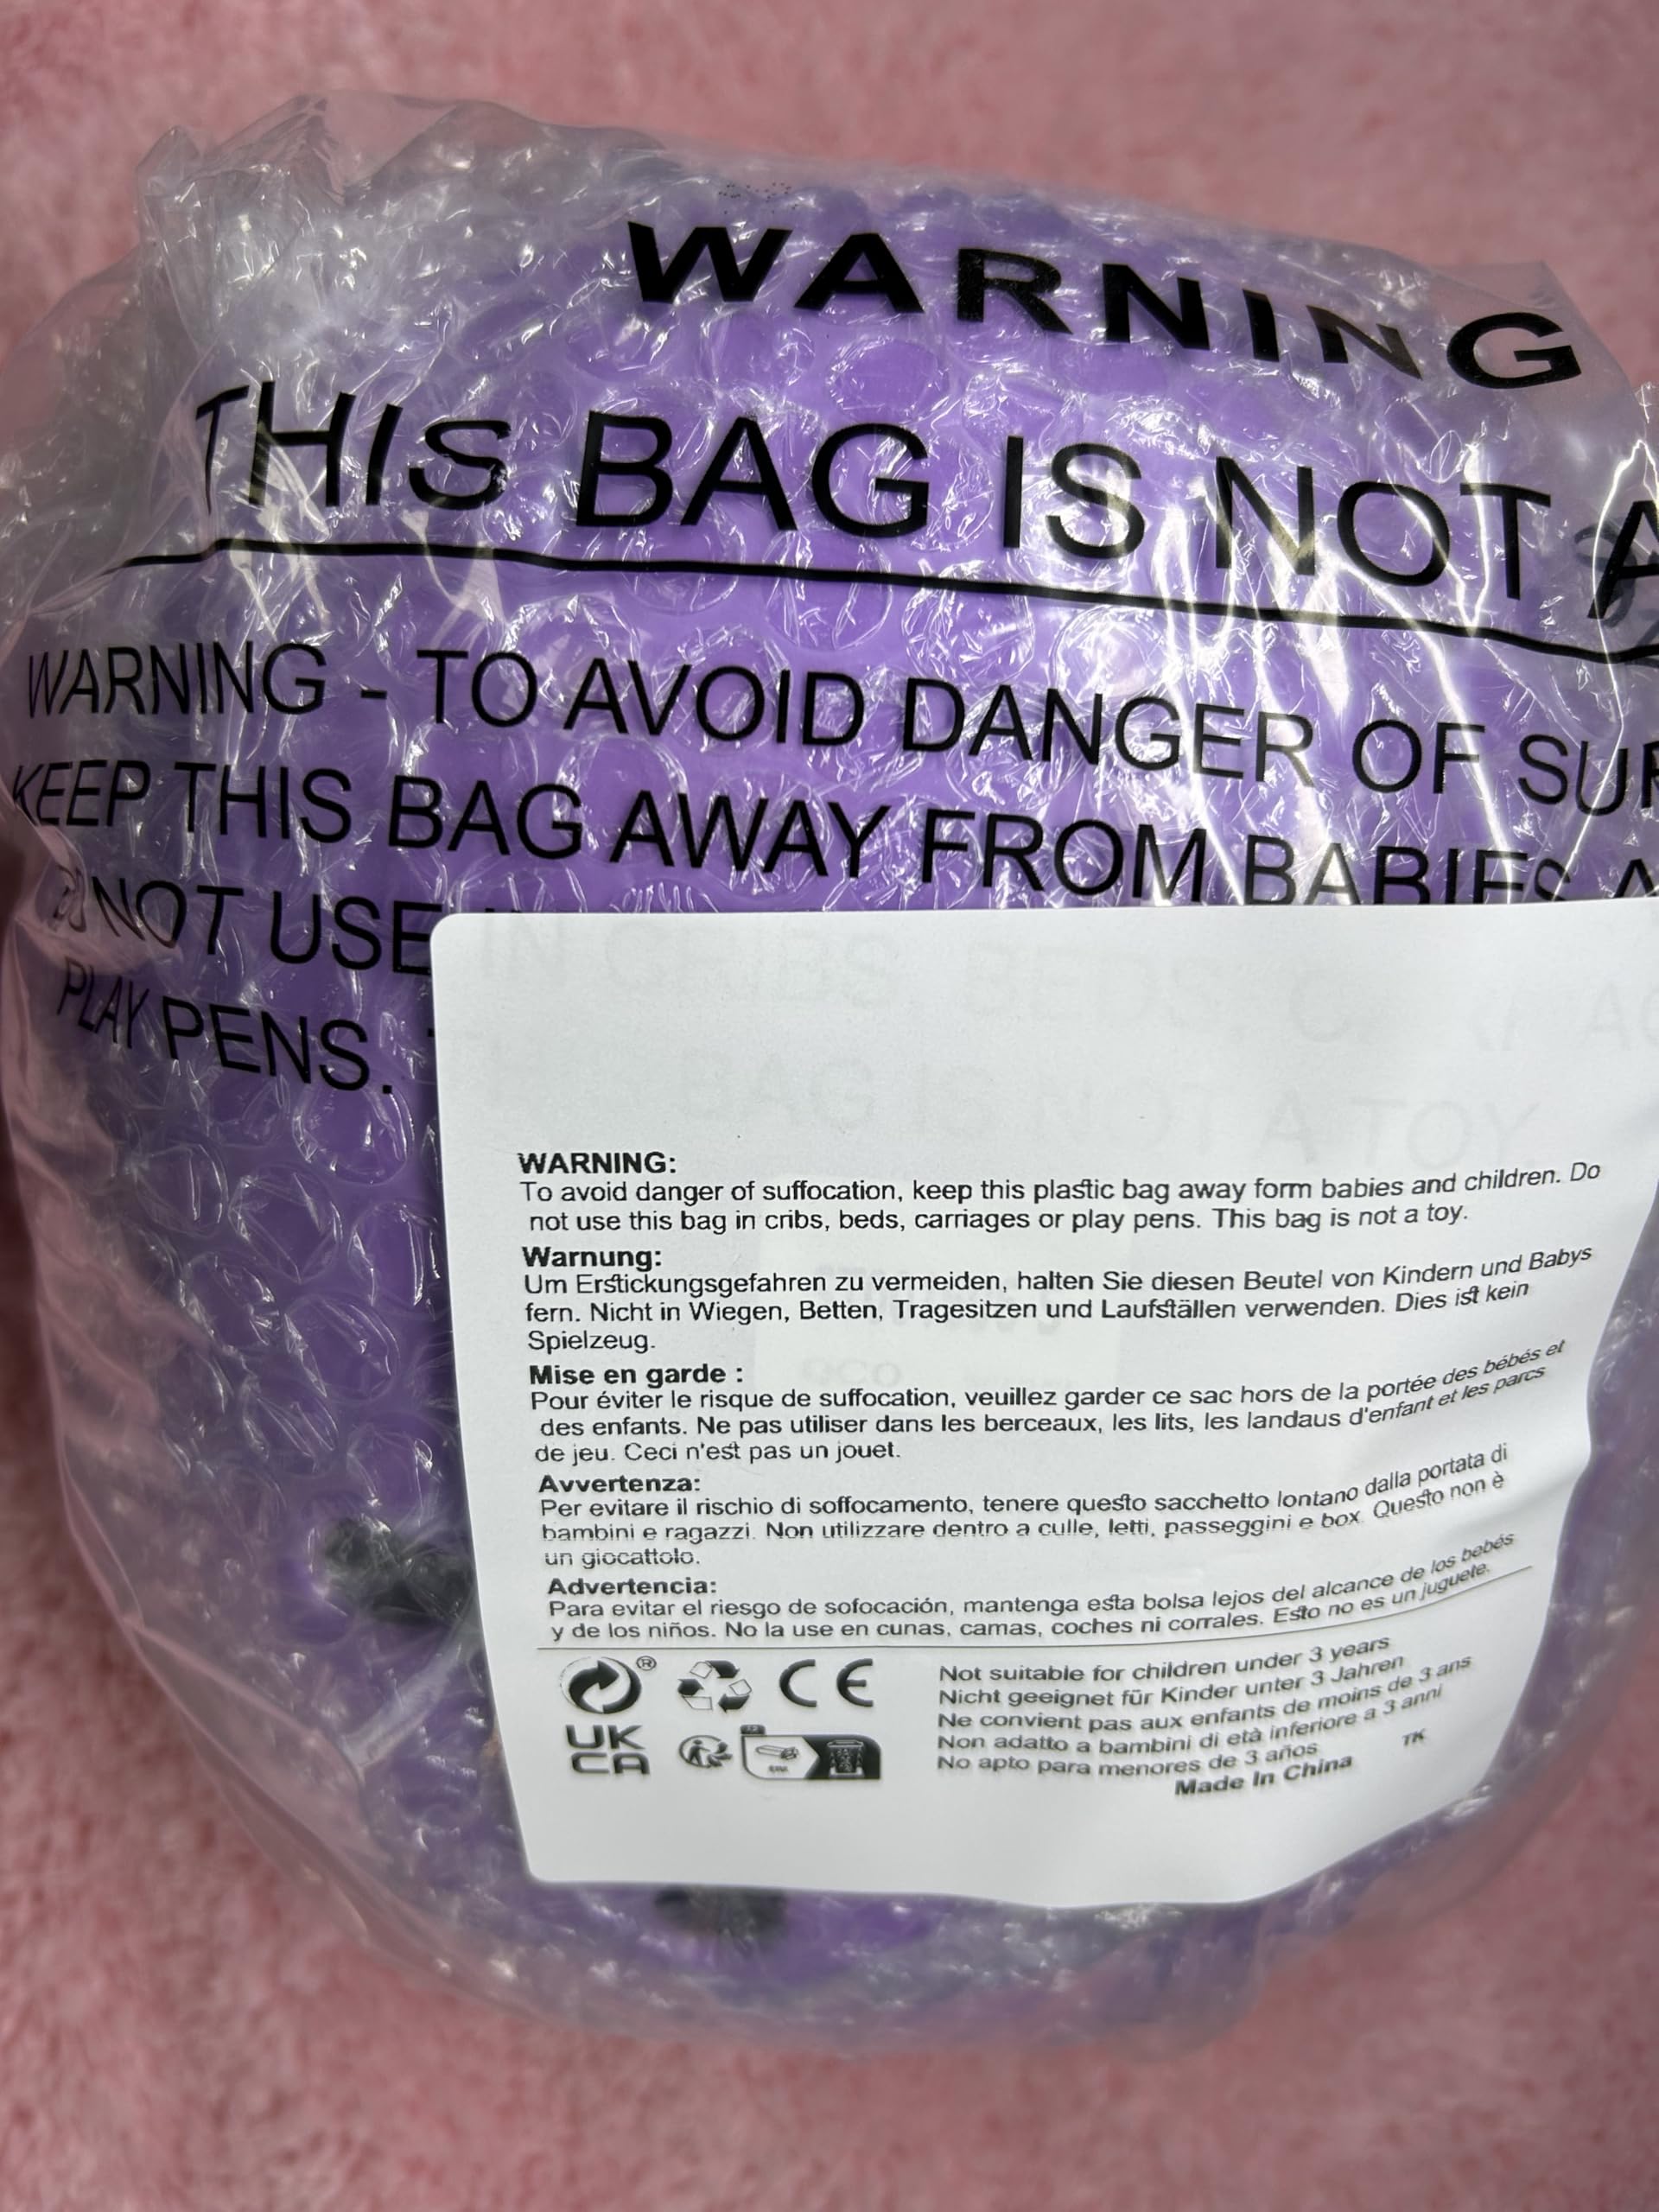 WARNING
THIS BAG IS NOT A
WARNING - TO AVOID DANGER OF
KEEP THIS BAG AWAY FROM BABIES
NOT USE IN
PLAY PENS.
BAG IS NOT A TOY.
WARNING:
To avoid danger of suffocation, keep this plastic bag away form babies and children. Do
not use this bag in cribs, beds, carriages or play pens. This bag is not a toy.
Warnung:
Um Erstickungsgefahren zu vermeiden, halten Sie diesen Beutel von Kindern und Babys
fern. Nicht in Wiegen, Betten, Tragesitzen und Laufställen verwenden. Dies ist kein
Spielzeug.
Mise en garde :
Pour éviter le risque de suffocation, veuillez garder ce sac hors de la portée des bébés et
des enfants. Ne pas utiliser dans les berceaux, les lits, les landaus d'enfant et les parcs
de jeu. Ceci n'est pas un jouet.
Avvertenza:
Per evitare il rischio di soffocamento, tenere questo sacchetto lontano dalla portata di
bambini e ragazzi. Non utilizzare dentro a culle, letti, passeggini e box. Questo non è
un giocattolo.
Advertencia:
Para evitar el riesgo de sofocación, mantenga esta bolsa lejos del alcance de los bebés
y de los niños. No la use en cunas, camas, coches ni corrales. Esto no es un juguete.
® CE
UK
CA
Not suitable for children under 3 years
Nicht geeignet für Kinder unter 3 Jahren
Ne convient pas aux enfants de moins de 3 ans
Non adatto a bambini di età inferiore a 3 anni
No apto para menores de 3 años
TK
Made In China